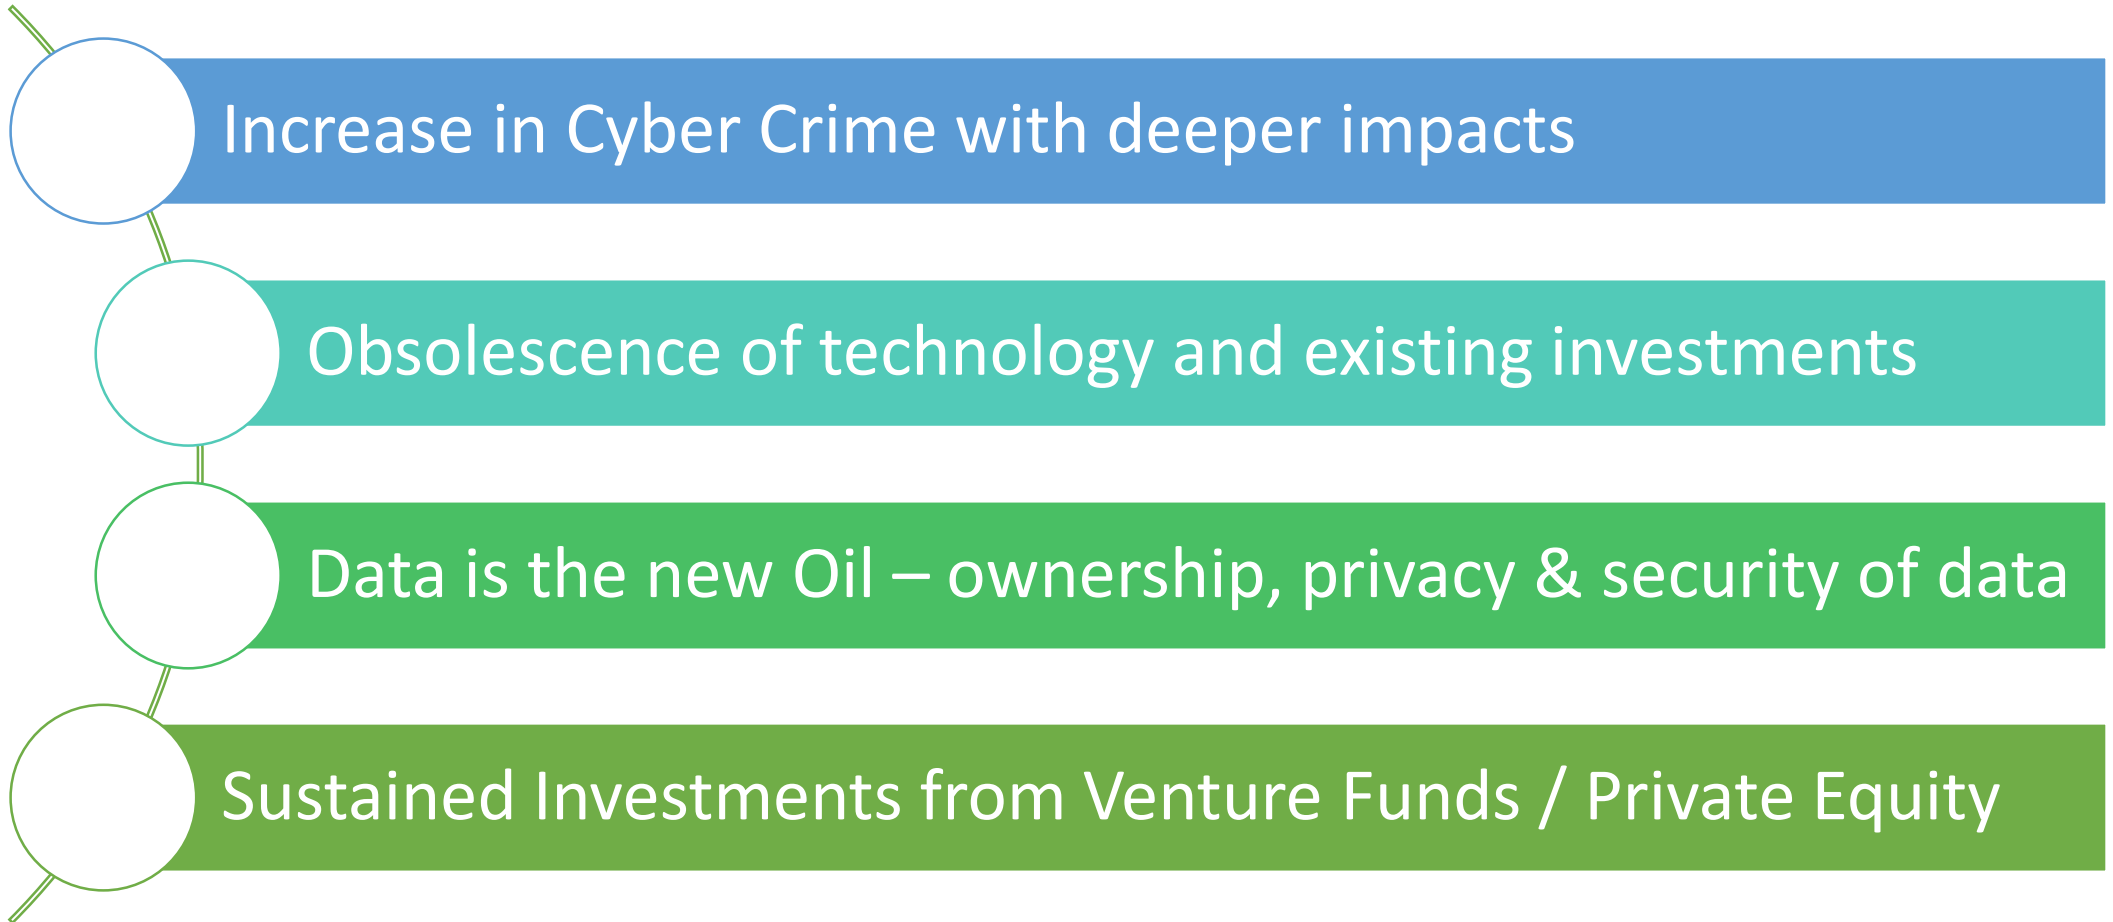 Increase in Cyber Crime with deeper impacts
Obsolescence of technology and existing investments
Data is the new Oil – ownership, privacy & security of data
Sustained Investments from Venture Funds / Private Equity